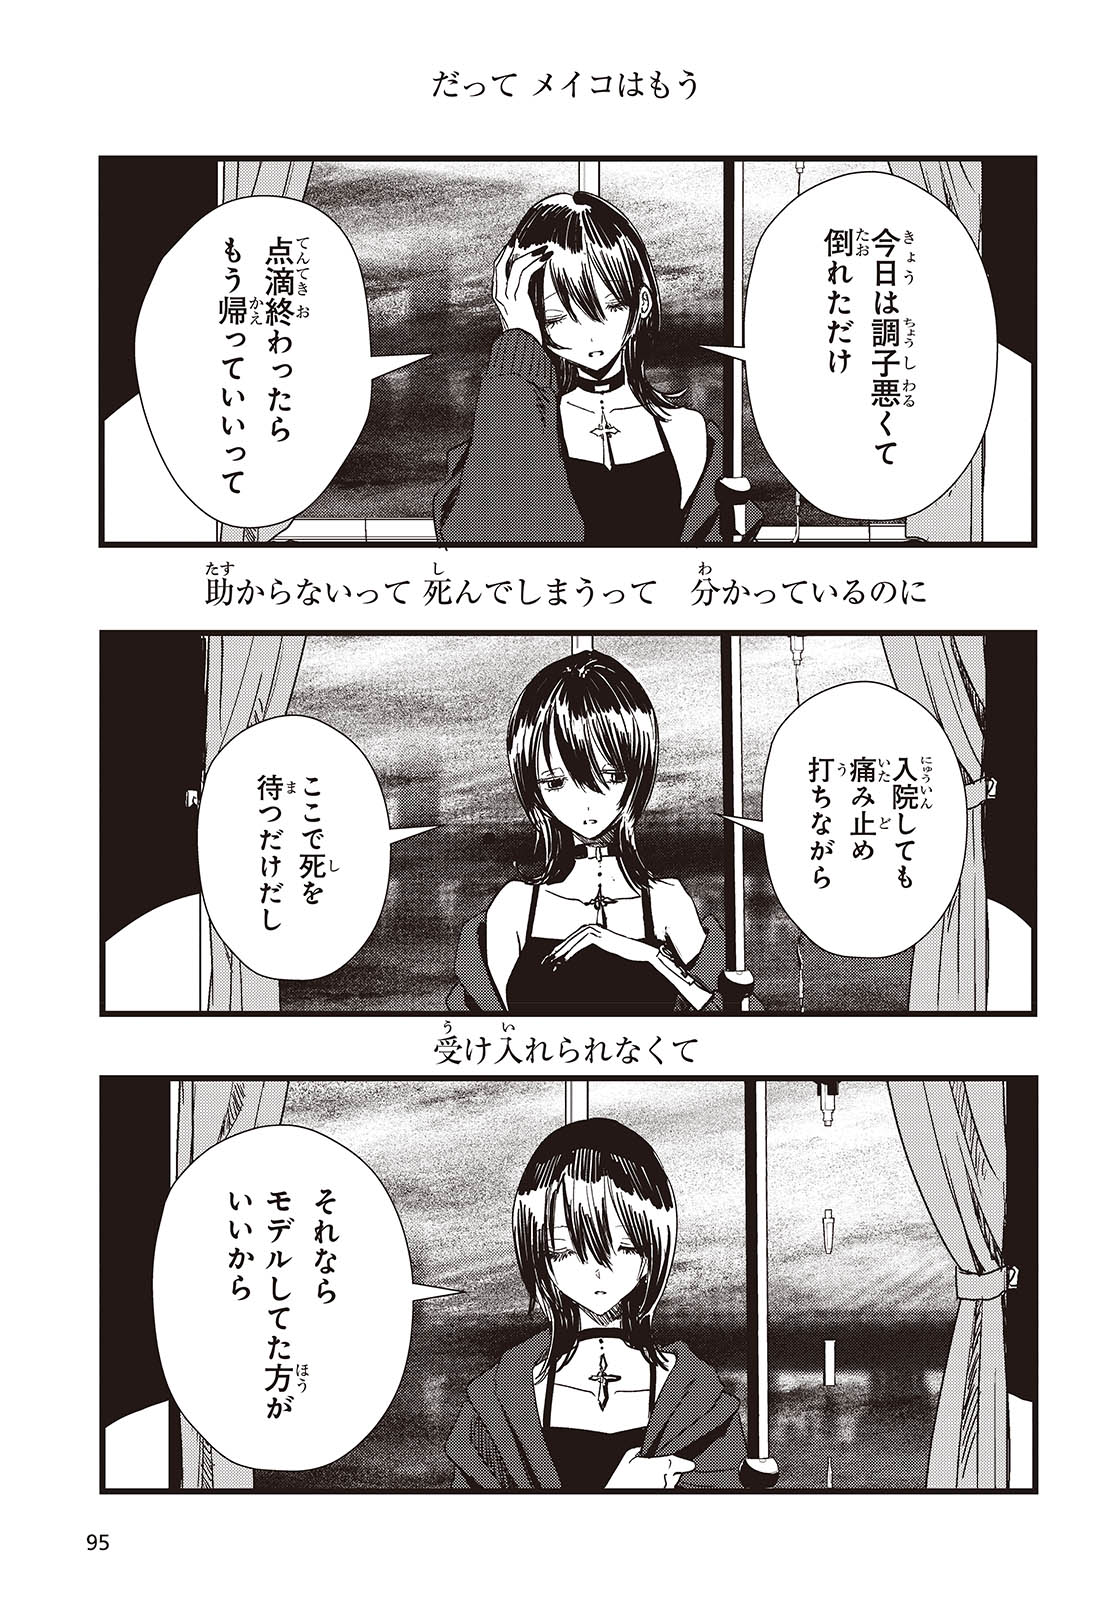 だって メイコはもう
今日は調子悪くて
倒れただけ
点滴終わったら
もう帰っていいって
助からないって 死んでしまうって 分かっているのに
入院しても
痛み止め
打ちながら
ここで死を
待つだけだし
受け入れられなくて
それなら
モデルしてた方が
いいから
95